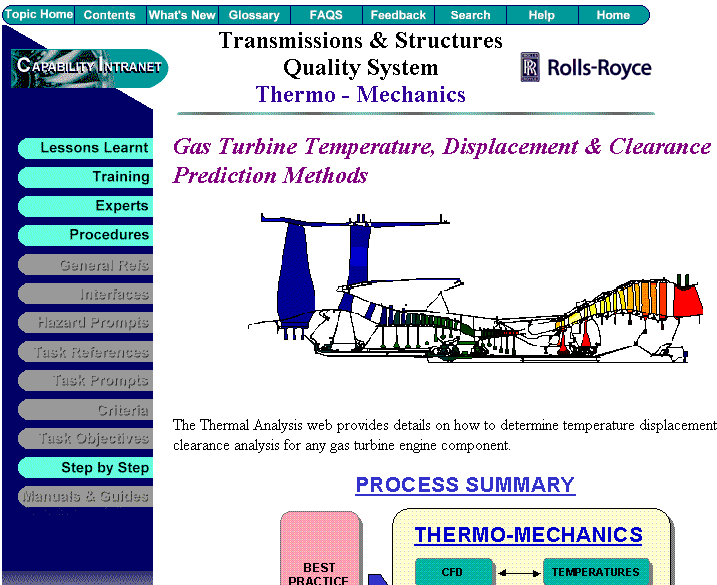 Topic Home Contents What's New Glossary FAQS Feedback Search Help Home
CAPABILITY INTRANET
Transmissions & Structures
Quality System
Thermo - Mechanics
RR Rolls-Royce
Lessons Learnt
Training
Experts
Procedures
General Refs
Interfaces
Hazard Prompts
Task References
Task Prompts
Criteria
Task Objectives
Step by Step
Manuals & Guides
Gas Turbine Temperature, Displacement & Clearance
Prediction Methods
The Thermal Analysis web provides details on how to determine temperature displacement
clearance analysis for any gas turbine engine component.
PROCESS SUMMARY
THERMO-MECHANICS
BEST
PRACTICE
CFD
TEMPERATURES